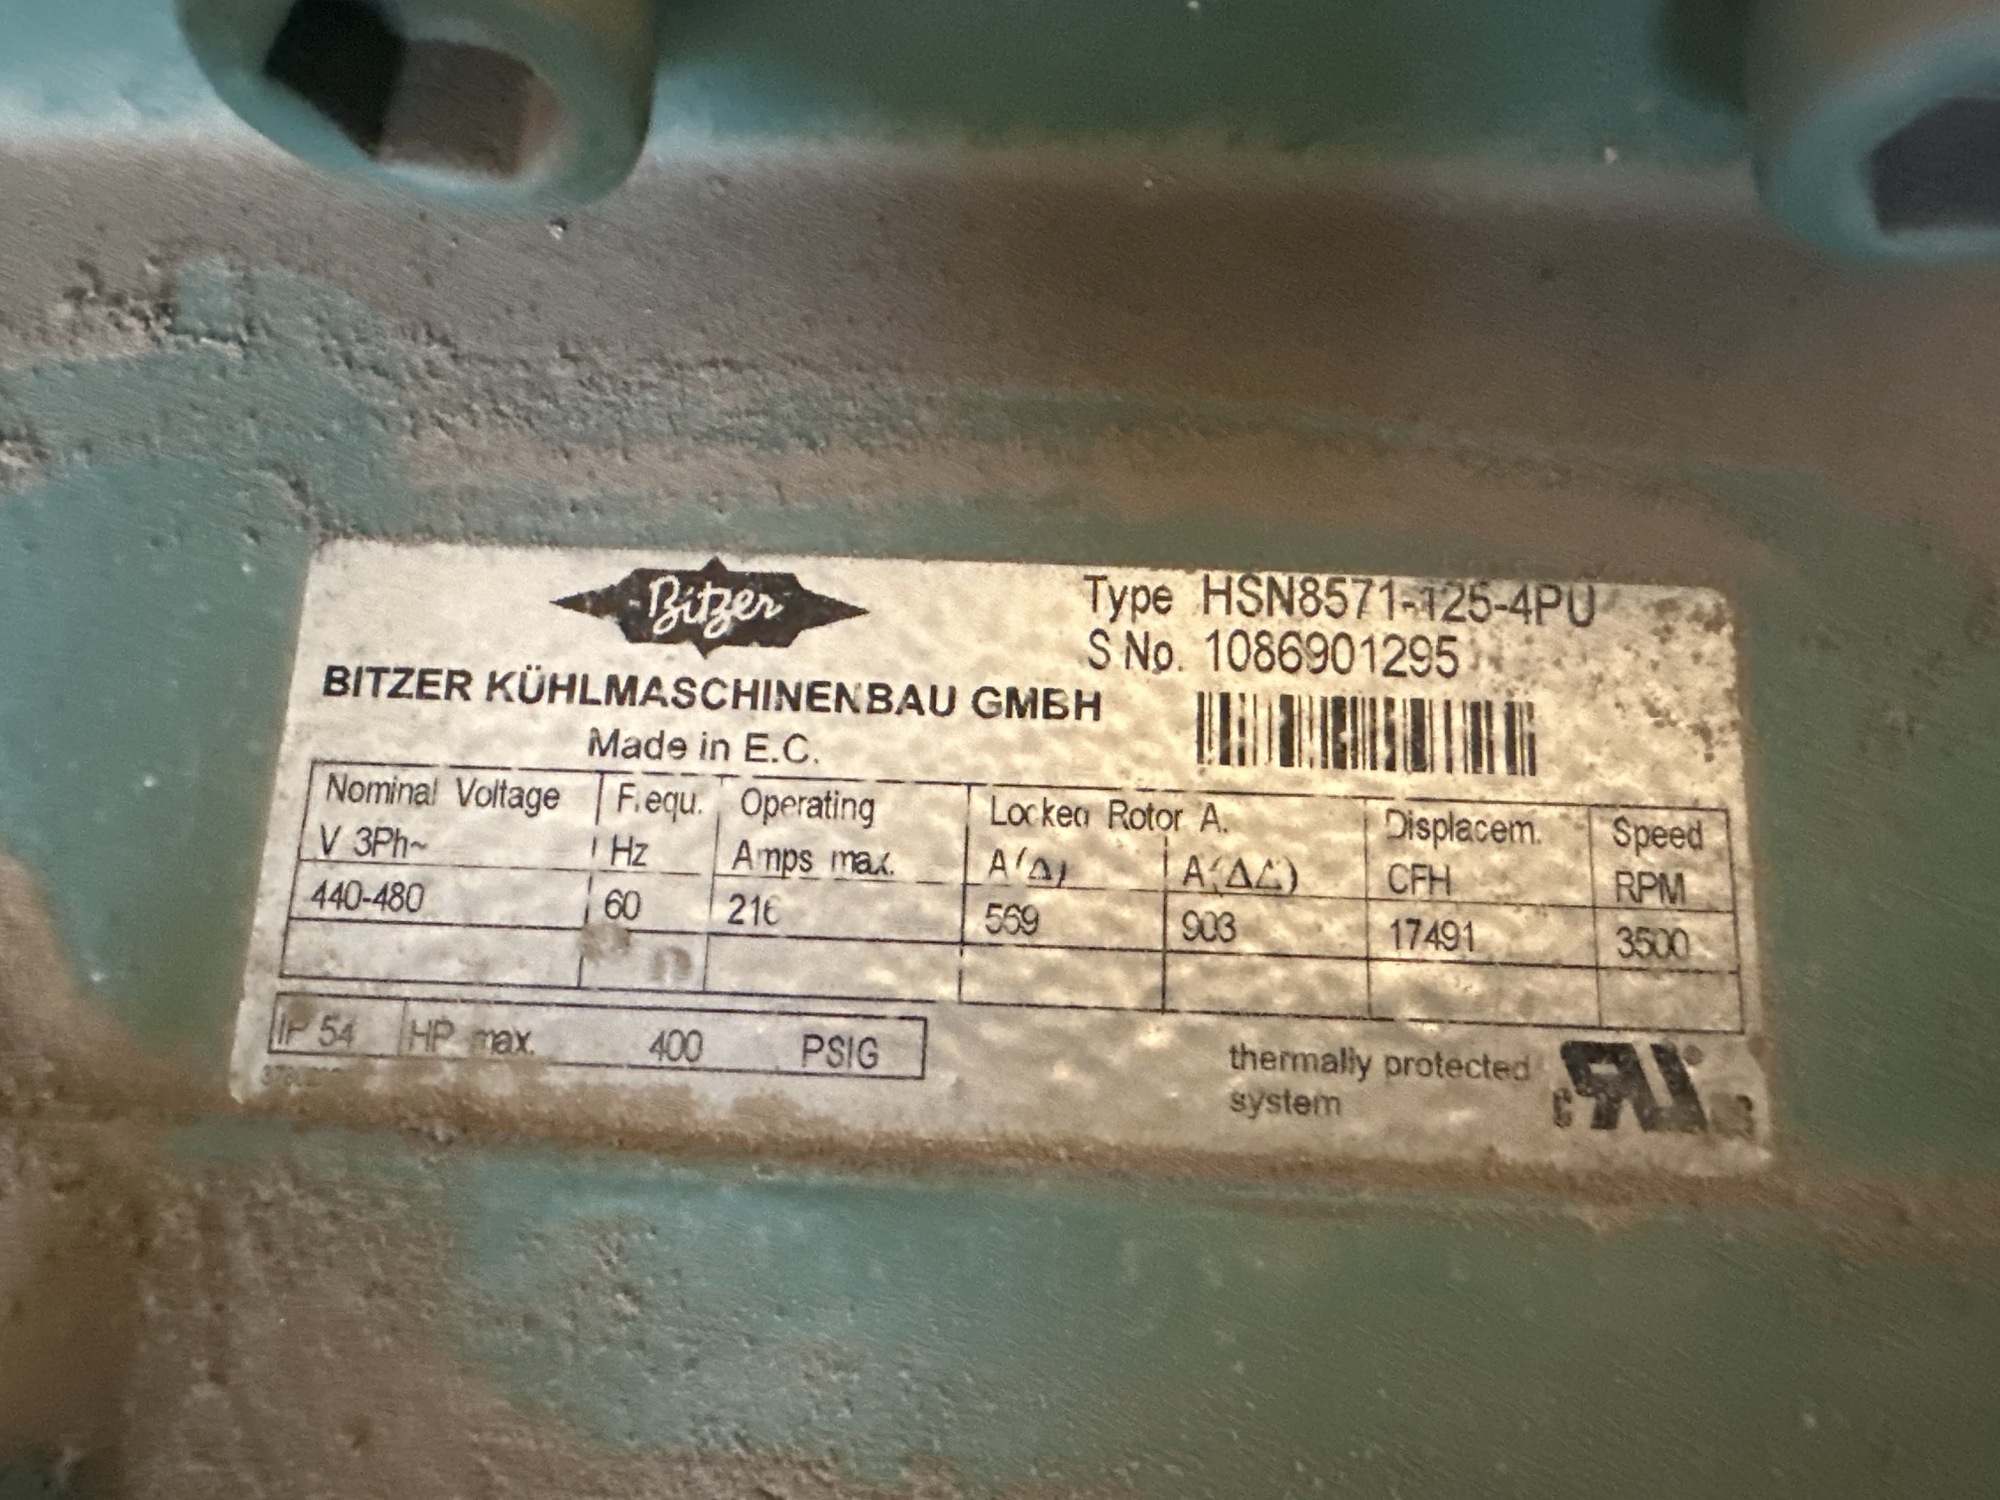 Bitzer
Type HSN8571-125-4PU
S No. 1086901295
BITZER KÜHLMASCHINENBAU GMBH
Made in E.C.
Nominal Voltage Frequ. Operating Locked Rotor A. Displacem. Speed
V 3Ph~ Hz Amps max. A(Δ) A(ΔΔ) CFH RPM
440-480 60 216 569 903 17491 3500
IP 54 HP max. 400 PSIG
thermally protected
system
c RU us